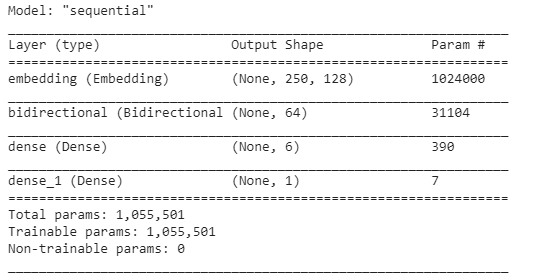 Model: "sequential"
_________________________________________________________________
Layer (type)                 Output Shape              Param #
=================================================================
embedding (Embedding)        (None, 250, 128)          1024000
_________________________________________________________________
bidirectional (Bidirectional (None, 64)                31104
_________________________________________________________________
dense (Dense)                (None, 6)                 390
_________________________________________________________________
dense_1 (Dense)              (None, 1)                 7
=================================================================
Total params: 1,055,501
Trainable params: 1,055,501
Non-trainable params: 0
_________________________________________________________________